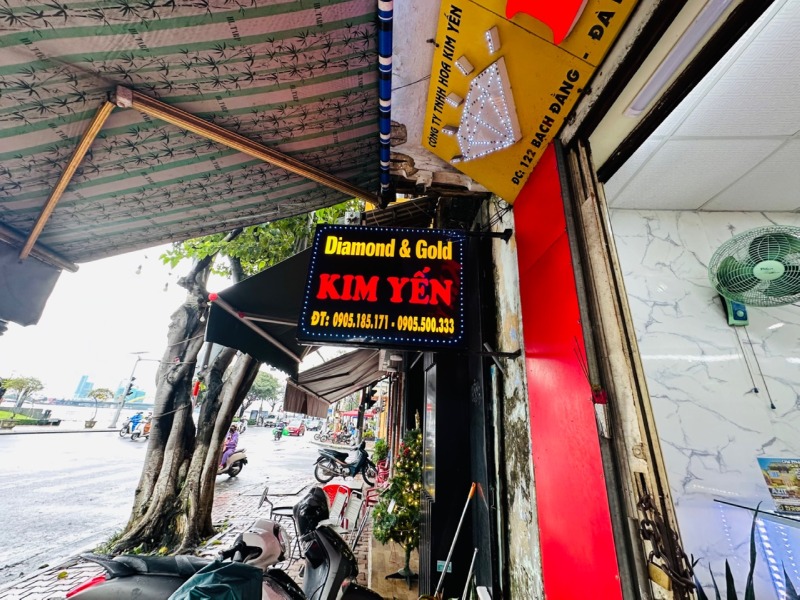 CÔNG TY TNHH HOA KIM YẾN
ĐC: 122 BẠCH ĐẰNG - ĐÀ
Diamond & Gold
KIM YẾN
ĐT: 0905.185.171 - 0905.500.333